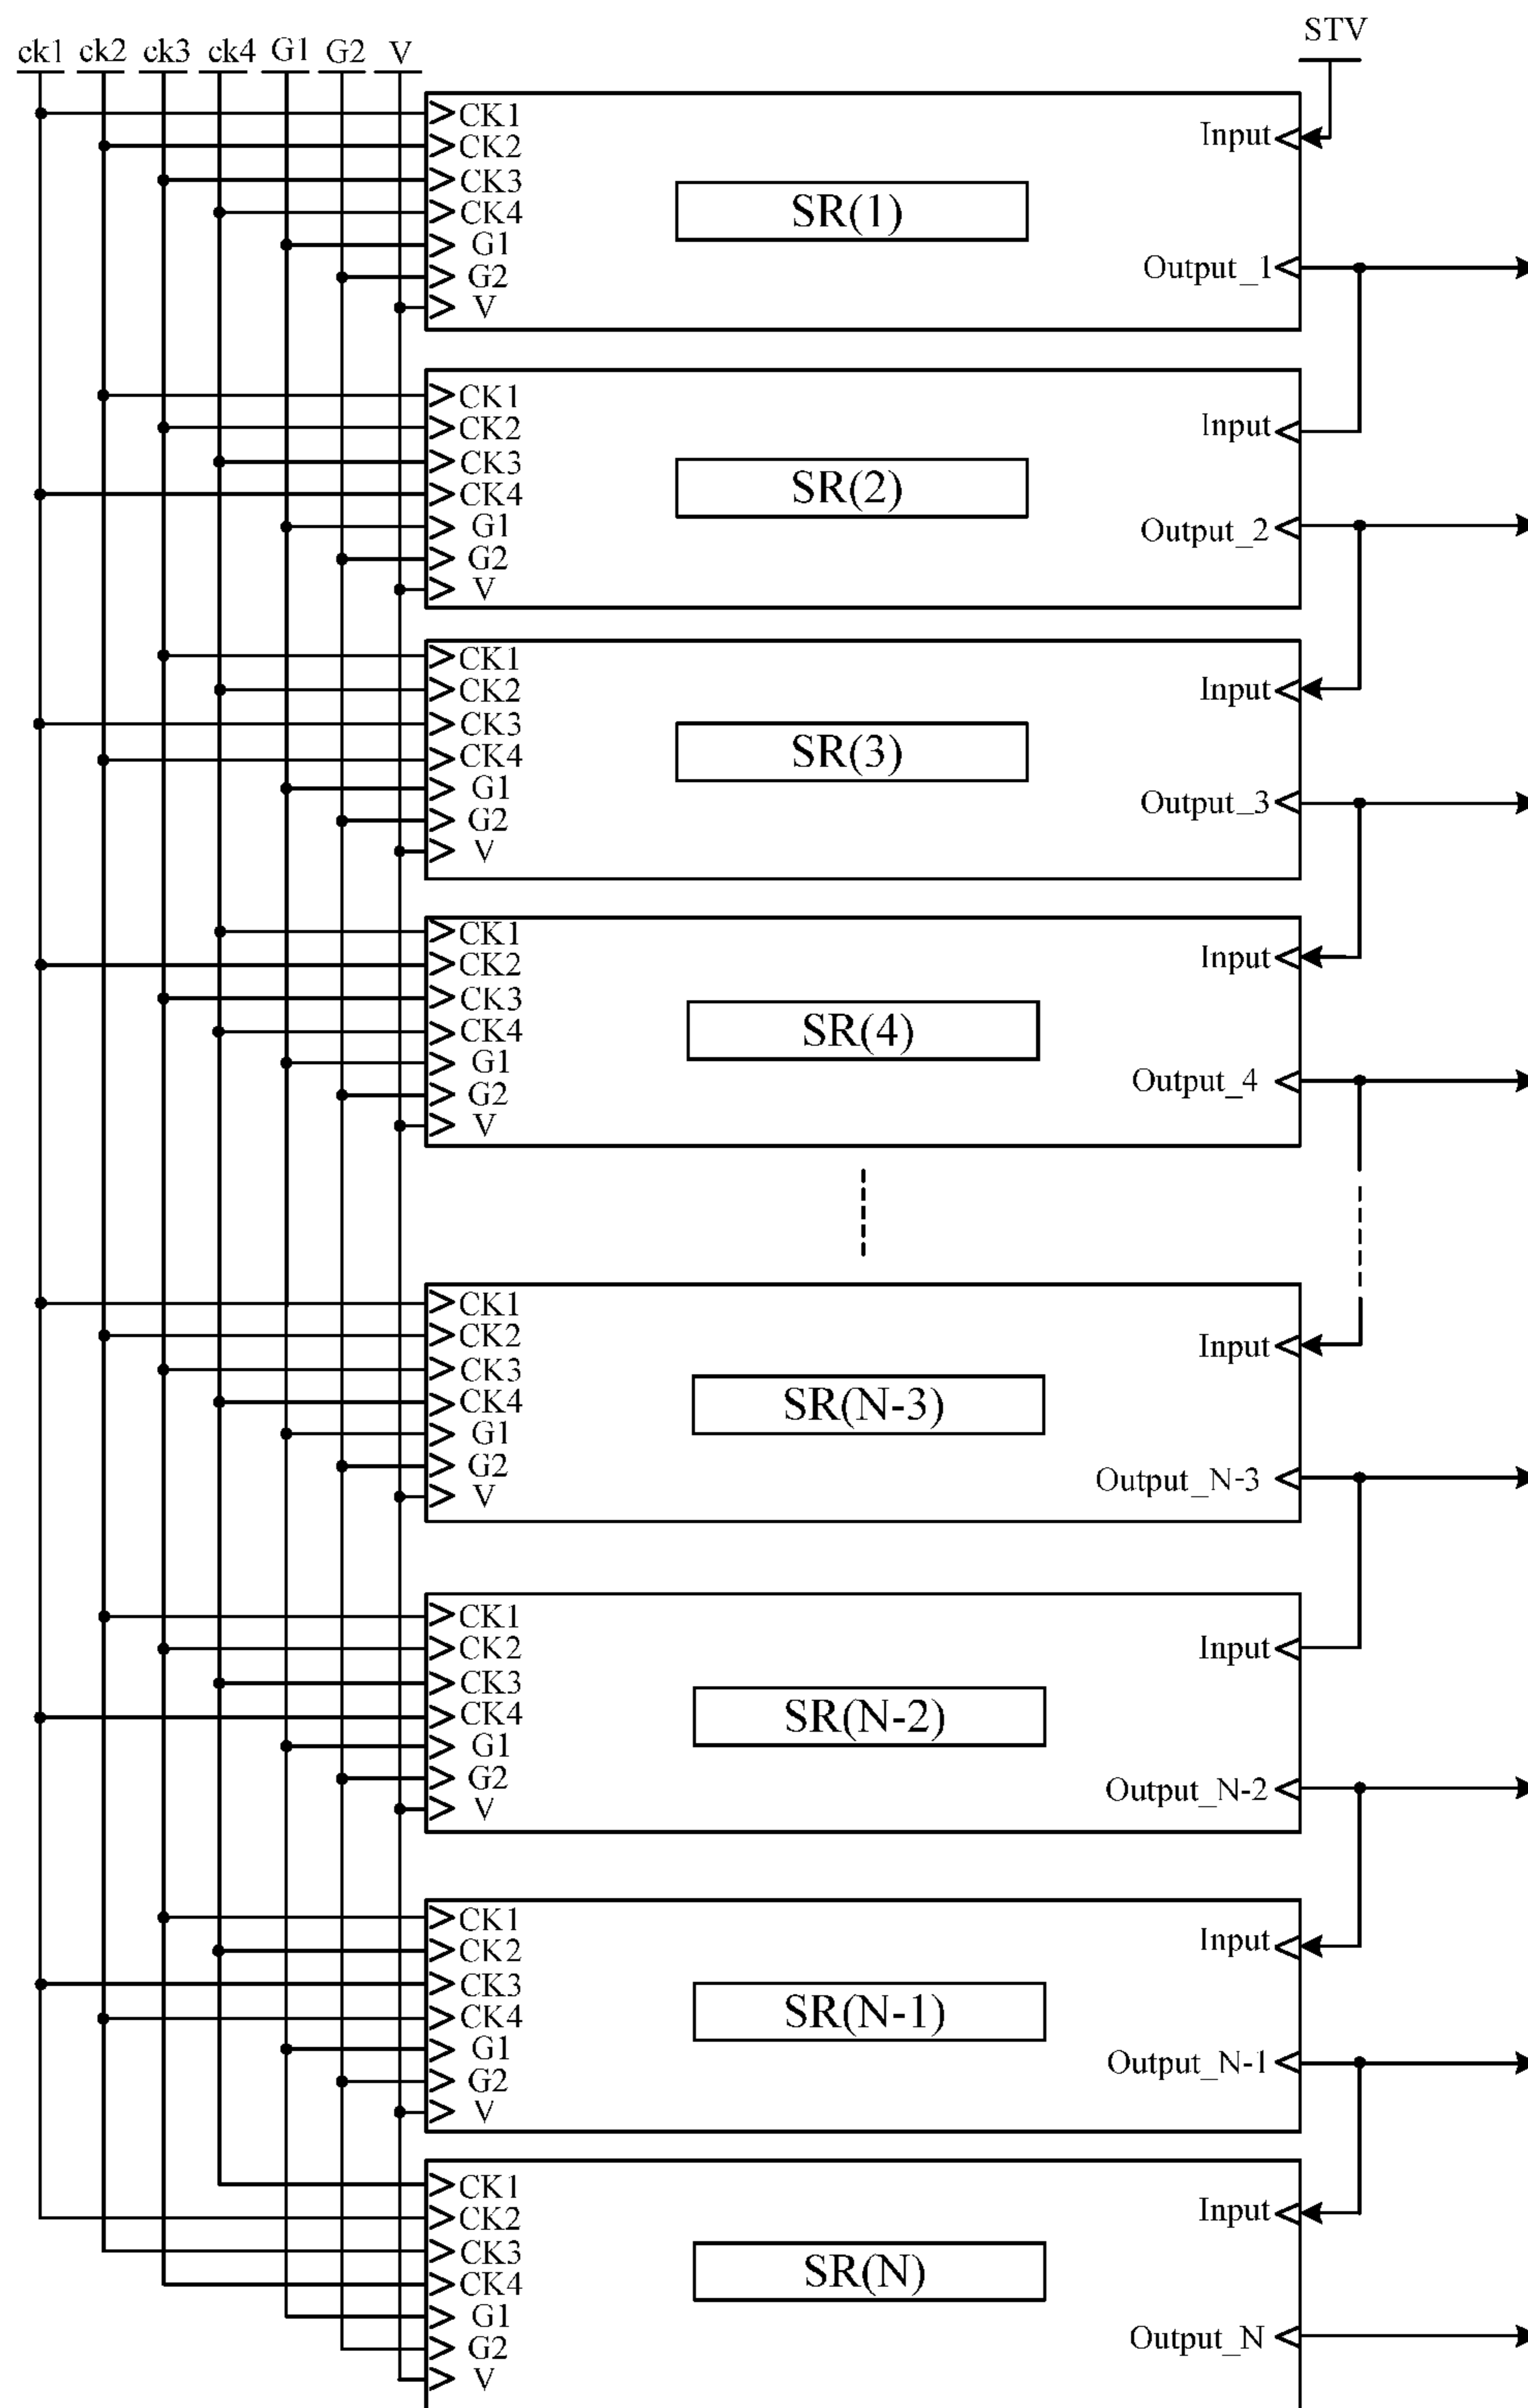 STV
ck1 ck2 ck3 ck4 G1 G2 V
CK1
Input
CK2
CK3
SR(1)
CK4
G1
Output_1
G2
V
CK1
Input
CK2
CK3
SR(2)
CK4
G1
Output_2
G2
V
CK1
Input
CK2
CK3
SR(3)
CK4
G1
Output_3
G2
V
CK1
Input
CK2
CK3
SR(4)
CK4
G1
Output_4
G2
V
CK1
Input
CK2
CK3
SR(N-3)
CK4
G1
G2
Output_N-3
V
CK1
Input
CK2
CK3
SR(N-2)
CK4
G1
G2
Output_N-2
V
CK1
Input
CK2
CK3
SR(N-1)
CK4
G1
Output_N-1
G2
V
CK1
Input
CK2
CK3
SR(N)
CK4
G1
Output_N
G2
V